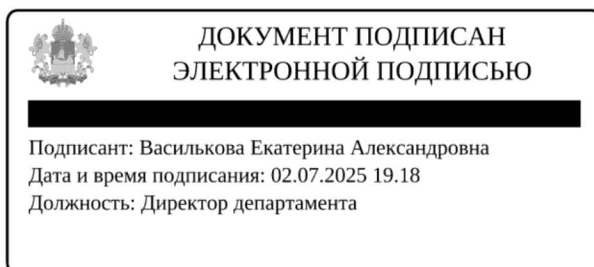 ДОКУМЕНТ ПОДПИСАН
ЭЛЕКТРОННОЙ ПОДПИСЬЮ
Подписант: Василькова Екатерина Александровна
Дата и время подписания: 02.07.2025 19.18
Должность: Директор департамента